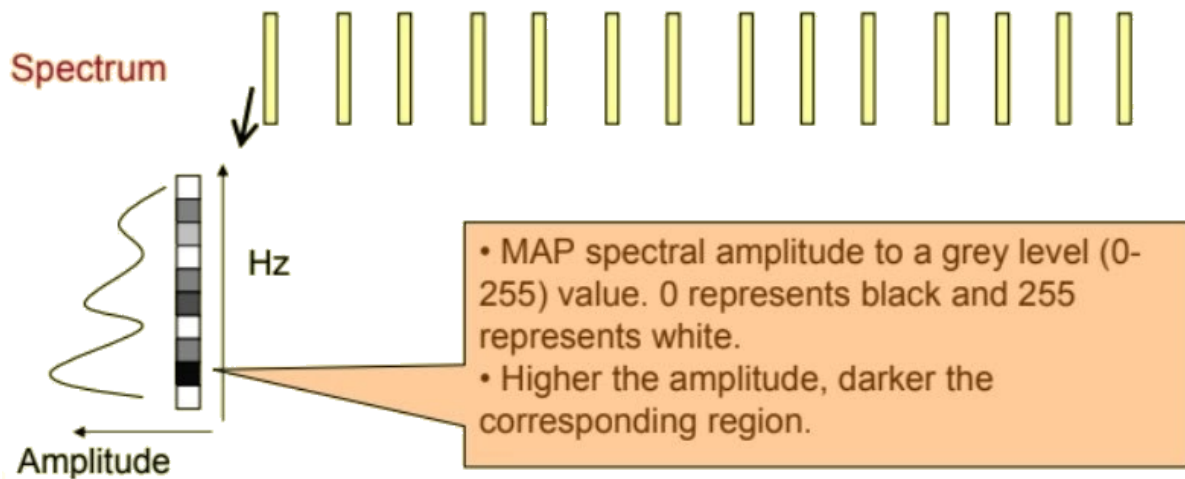 Spectrum
Hz
• MAP spectral amplitude to a grey level (0-
255) value. 0 represents black and 255
represents white.
• Higher the amplitude, darker the
corresponding region.
Amplitude